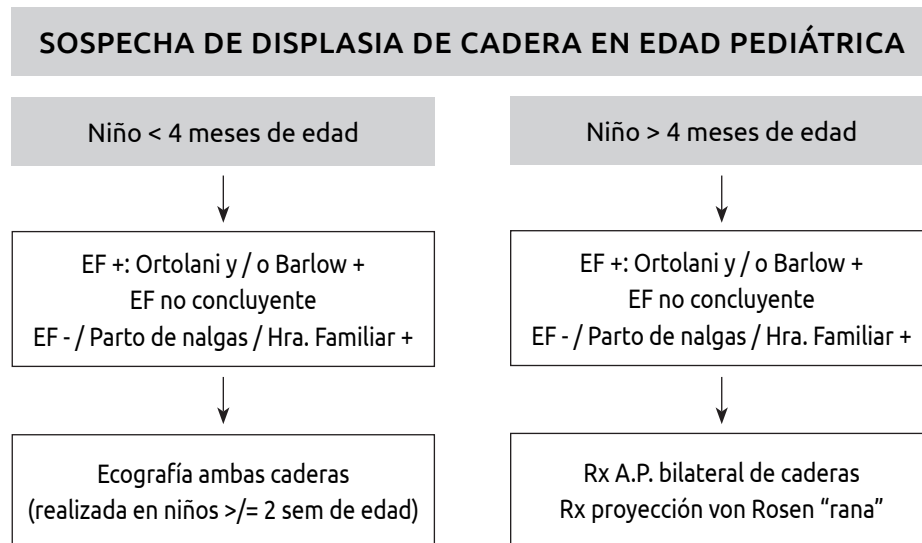 SOSPECHA DE DISPLASIA DE CADERA EN EDAD PEDIÁTRICA
Niño < 4 meses de edad
EF +: Ortolani y / o Barlow +
EF no concluyente
EF - / Parto de nalgas / Hra. Familiar +
Ecografía ambas caderas
(realizada en niños >/= 2 sem de edad)
Niño > 4 meses de edad
EF +: Ortolani y / o Barlow +
EF no concluyente
EF - / Parto de nalgas / Hra. Familiar +
Rx A.P. bilateral de caderas
Rx proyección von Rosen “rana”